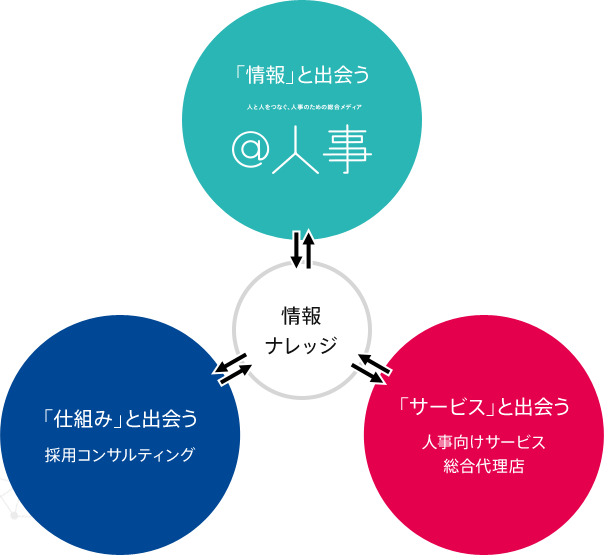 「情報」と出会う
人と人をつなぐ、人事のための総合メディア
@人事
情報
ナレッジ
「仕組み」と出会う
採用コンサルティング
「サービス」と出会う
人事向けサービス
総合代理店